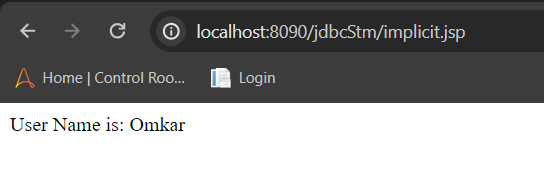 localhost:8090/jdbcStm/implicit.jsp
Home | Control Roo...
Login
User Name is: Omkar